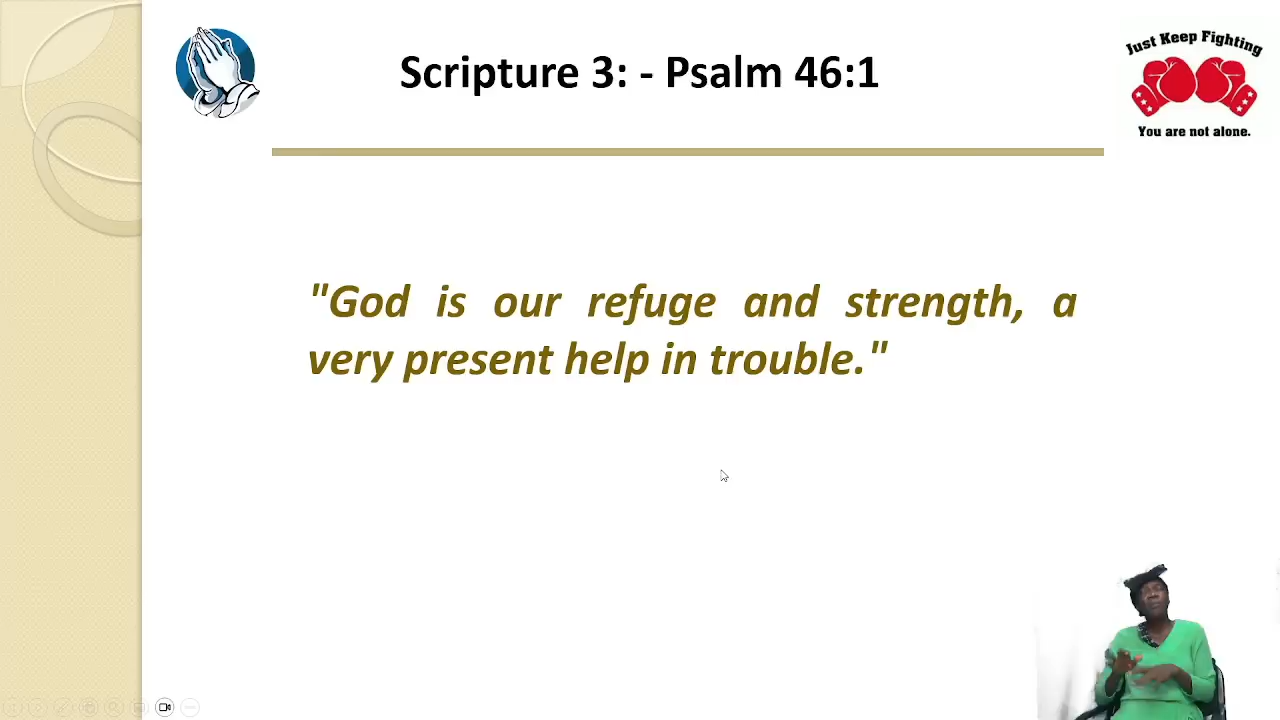 Scripture 3: - Psalm 46:1
Just Keep Fighting
You are not alone.
"God is our refuge and strength, a
very present help in trouble."